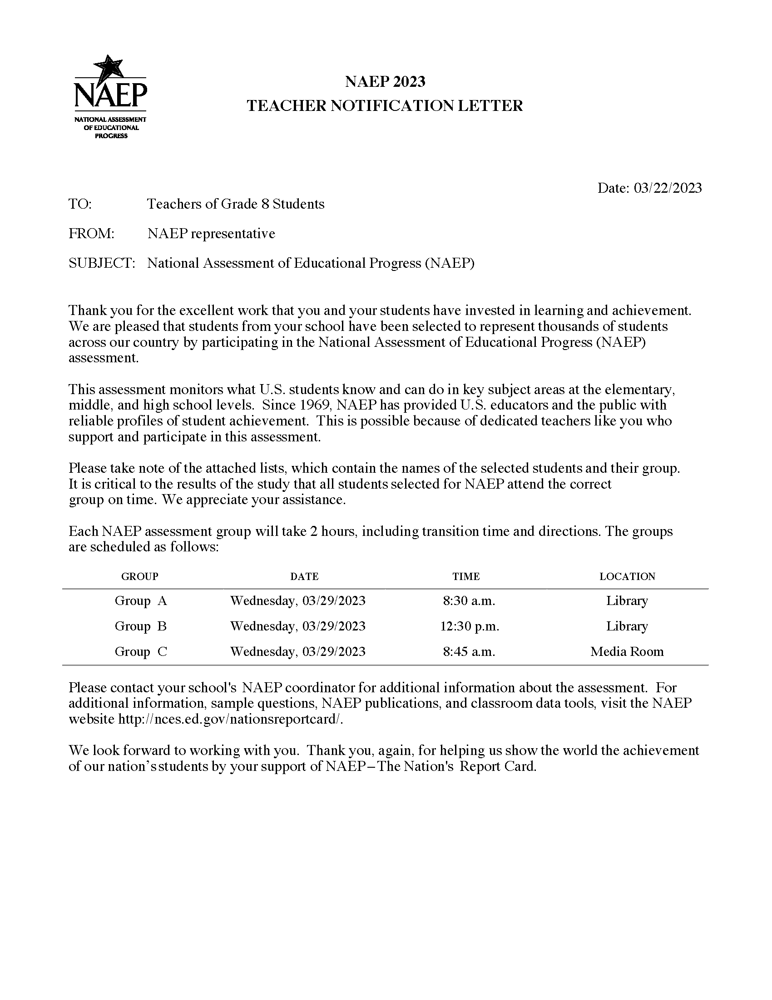 NAEP
NATIONAL ASSESSMENT
OF EDUCATIONAL
PROGRESS
NAEP 2023
TEACHER NOTIFICATION LETTER
Date: 03/22/2023
TO: Teachers of Grade 8 Students
FROM: NAEP representative
SUBJECT: National Assessment of Educational Progress (NAEP)
Thank you for the excellent work that you and your students have invested in learning and achievement.
We are pleased that students from your school have been selected to represent thousands of students
across our country by participating in the National Assessment of Educational Progress (NAEP)
assessment.
This assessment monitors what U.S. students know and can do in key subject areas at the elementary,
middle, and high school levels.  Since 1969, NAEP has provided U.S. educators and the public with
reliable profiles of student achievement.  This is possible because of dedicated teachers like you who
support and participate in this assessment.
Please take note of the attached lists, which contain the names of the selected students and their group.
It is critical to the results of the study that all students selected for NAEP attend the correct
group on time. We appreciate your assistance.
Each NAEP assessment group will take 2 hours, including transition time and directions. The groups
are scheduled as follows:
GROUP DATE TIME LOCATION
Group A Wednesday, 03/29/2023 8:30 a.m. Library
Group B Wednesday, 03/29/2023 12:30 p.m. Library
Group C Wednesday, 03/29/2023 8:45 a.m. Media Room
Please contact your school's NAEP coordinator for additional information about the assessment.  For
additional information, sample questions, NAEP publications, and classroom data tools, visit the NAEP
website http://nces.ed.gov/nationsreportcard/.
We look forward to working with you.  Thank you, again, for helping us show the world the achievement
of our nation’s students by your support of NAEP–The Nation's Report Card.